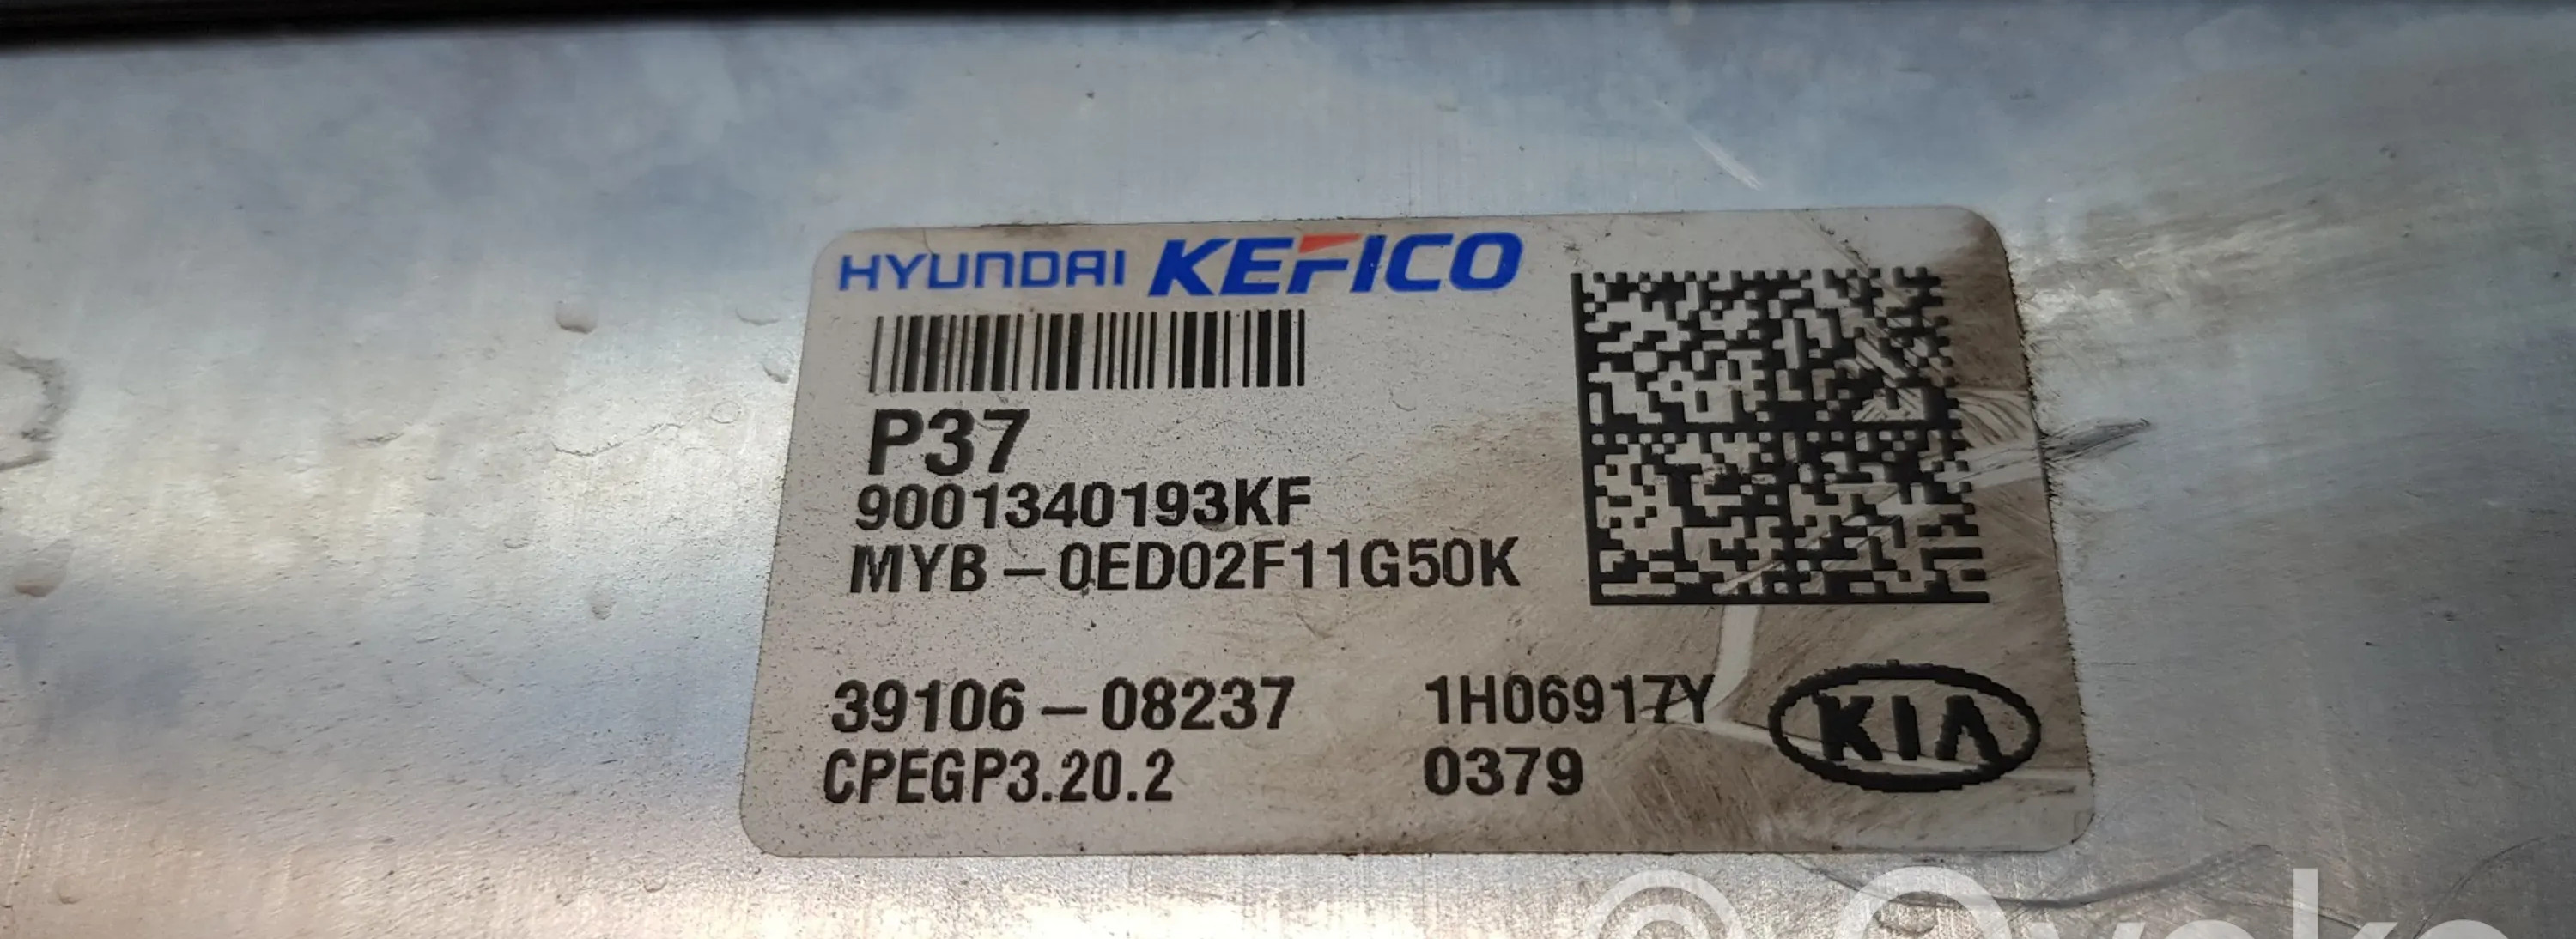 HYUNDAI KEFICO
P37
9001340193KF
MYB-0ED02F11G50K
39106-08237 1H06917Y
CPEGP3.20.2 0379
KIA